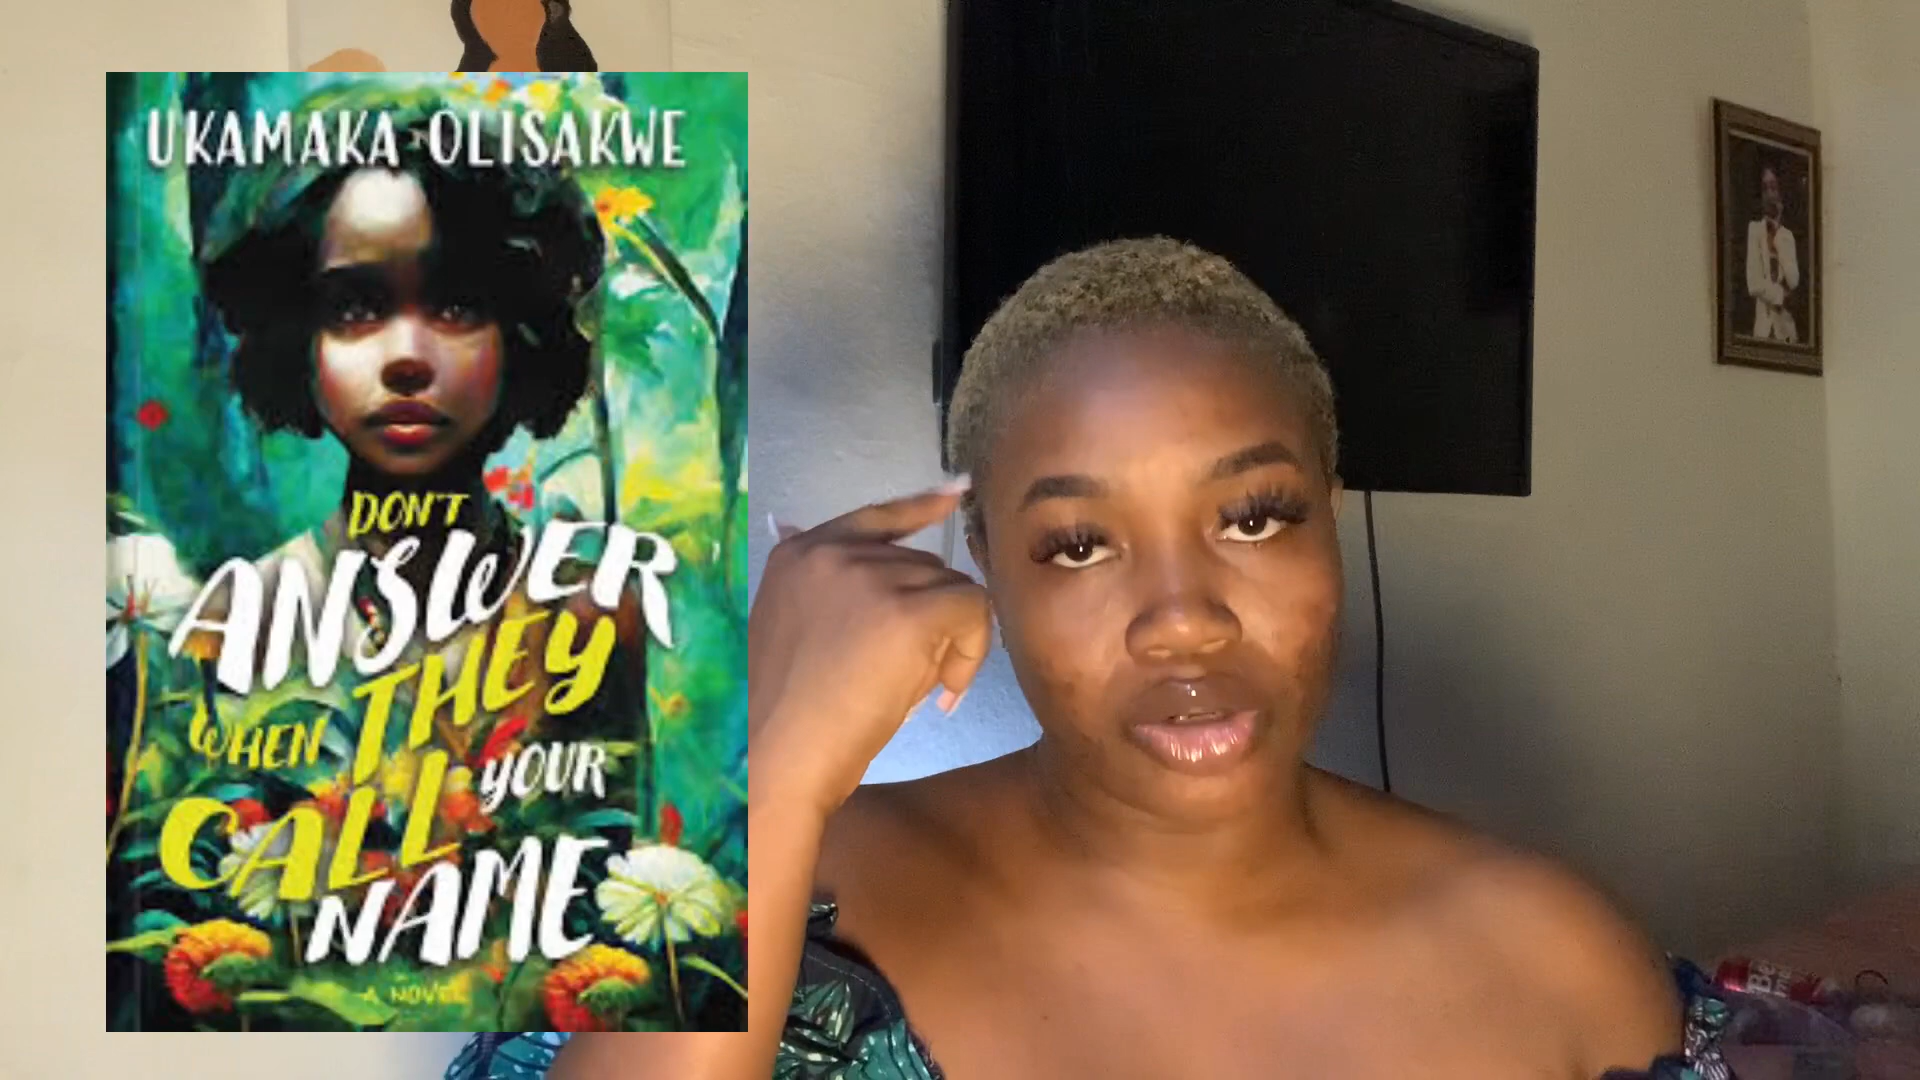 UKAMAKA OLISAKWE
DON'T
ANSWER
THEY
WHEN
YOUR
CALL
NAME
A NOVEL